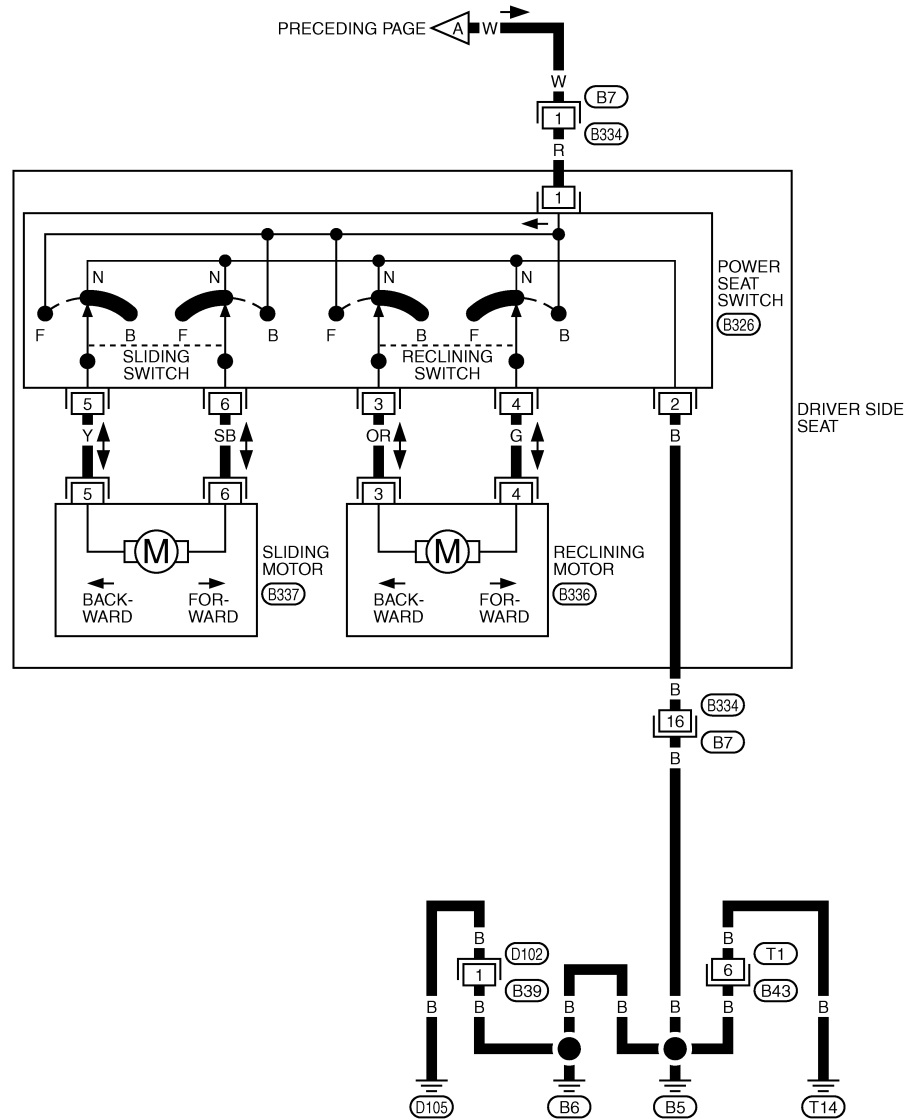 PRECEDING PAGE A W
W
B7
1
B334
R
1
POWER
SEAT
SWITCH
B326
N N N N
F B F B F B F B
SLIDING
SWITCH
RECLINING
SWITCH
5 6 3 4 2
DRIVER SIDE
SEAT
Y SB OR G B
5 6 3 4
M M
SLIDING
MOTOR
B337
RECLINING
MOTOR
B336
BACK-
WARD
FOR-
WARD
BACK-
WARD
FOR-
WARD
B
B334
16
B7
B
B B
D102
T1
1 6
B39
B43
B B B B B B B
D105 B6 B5 T14